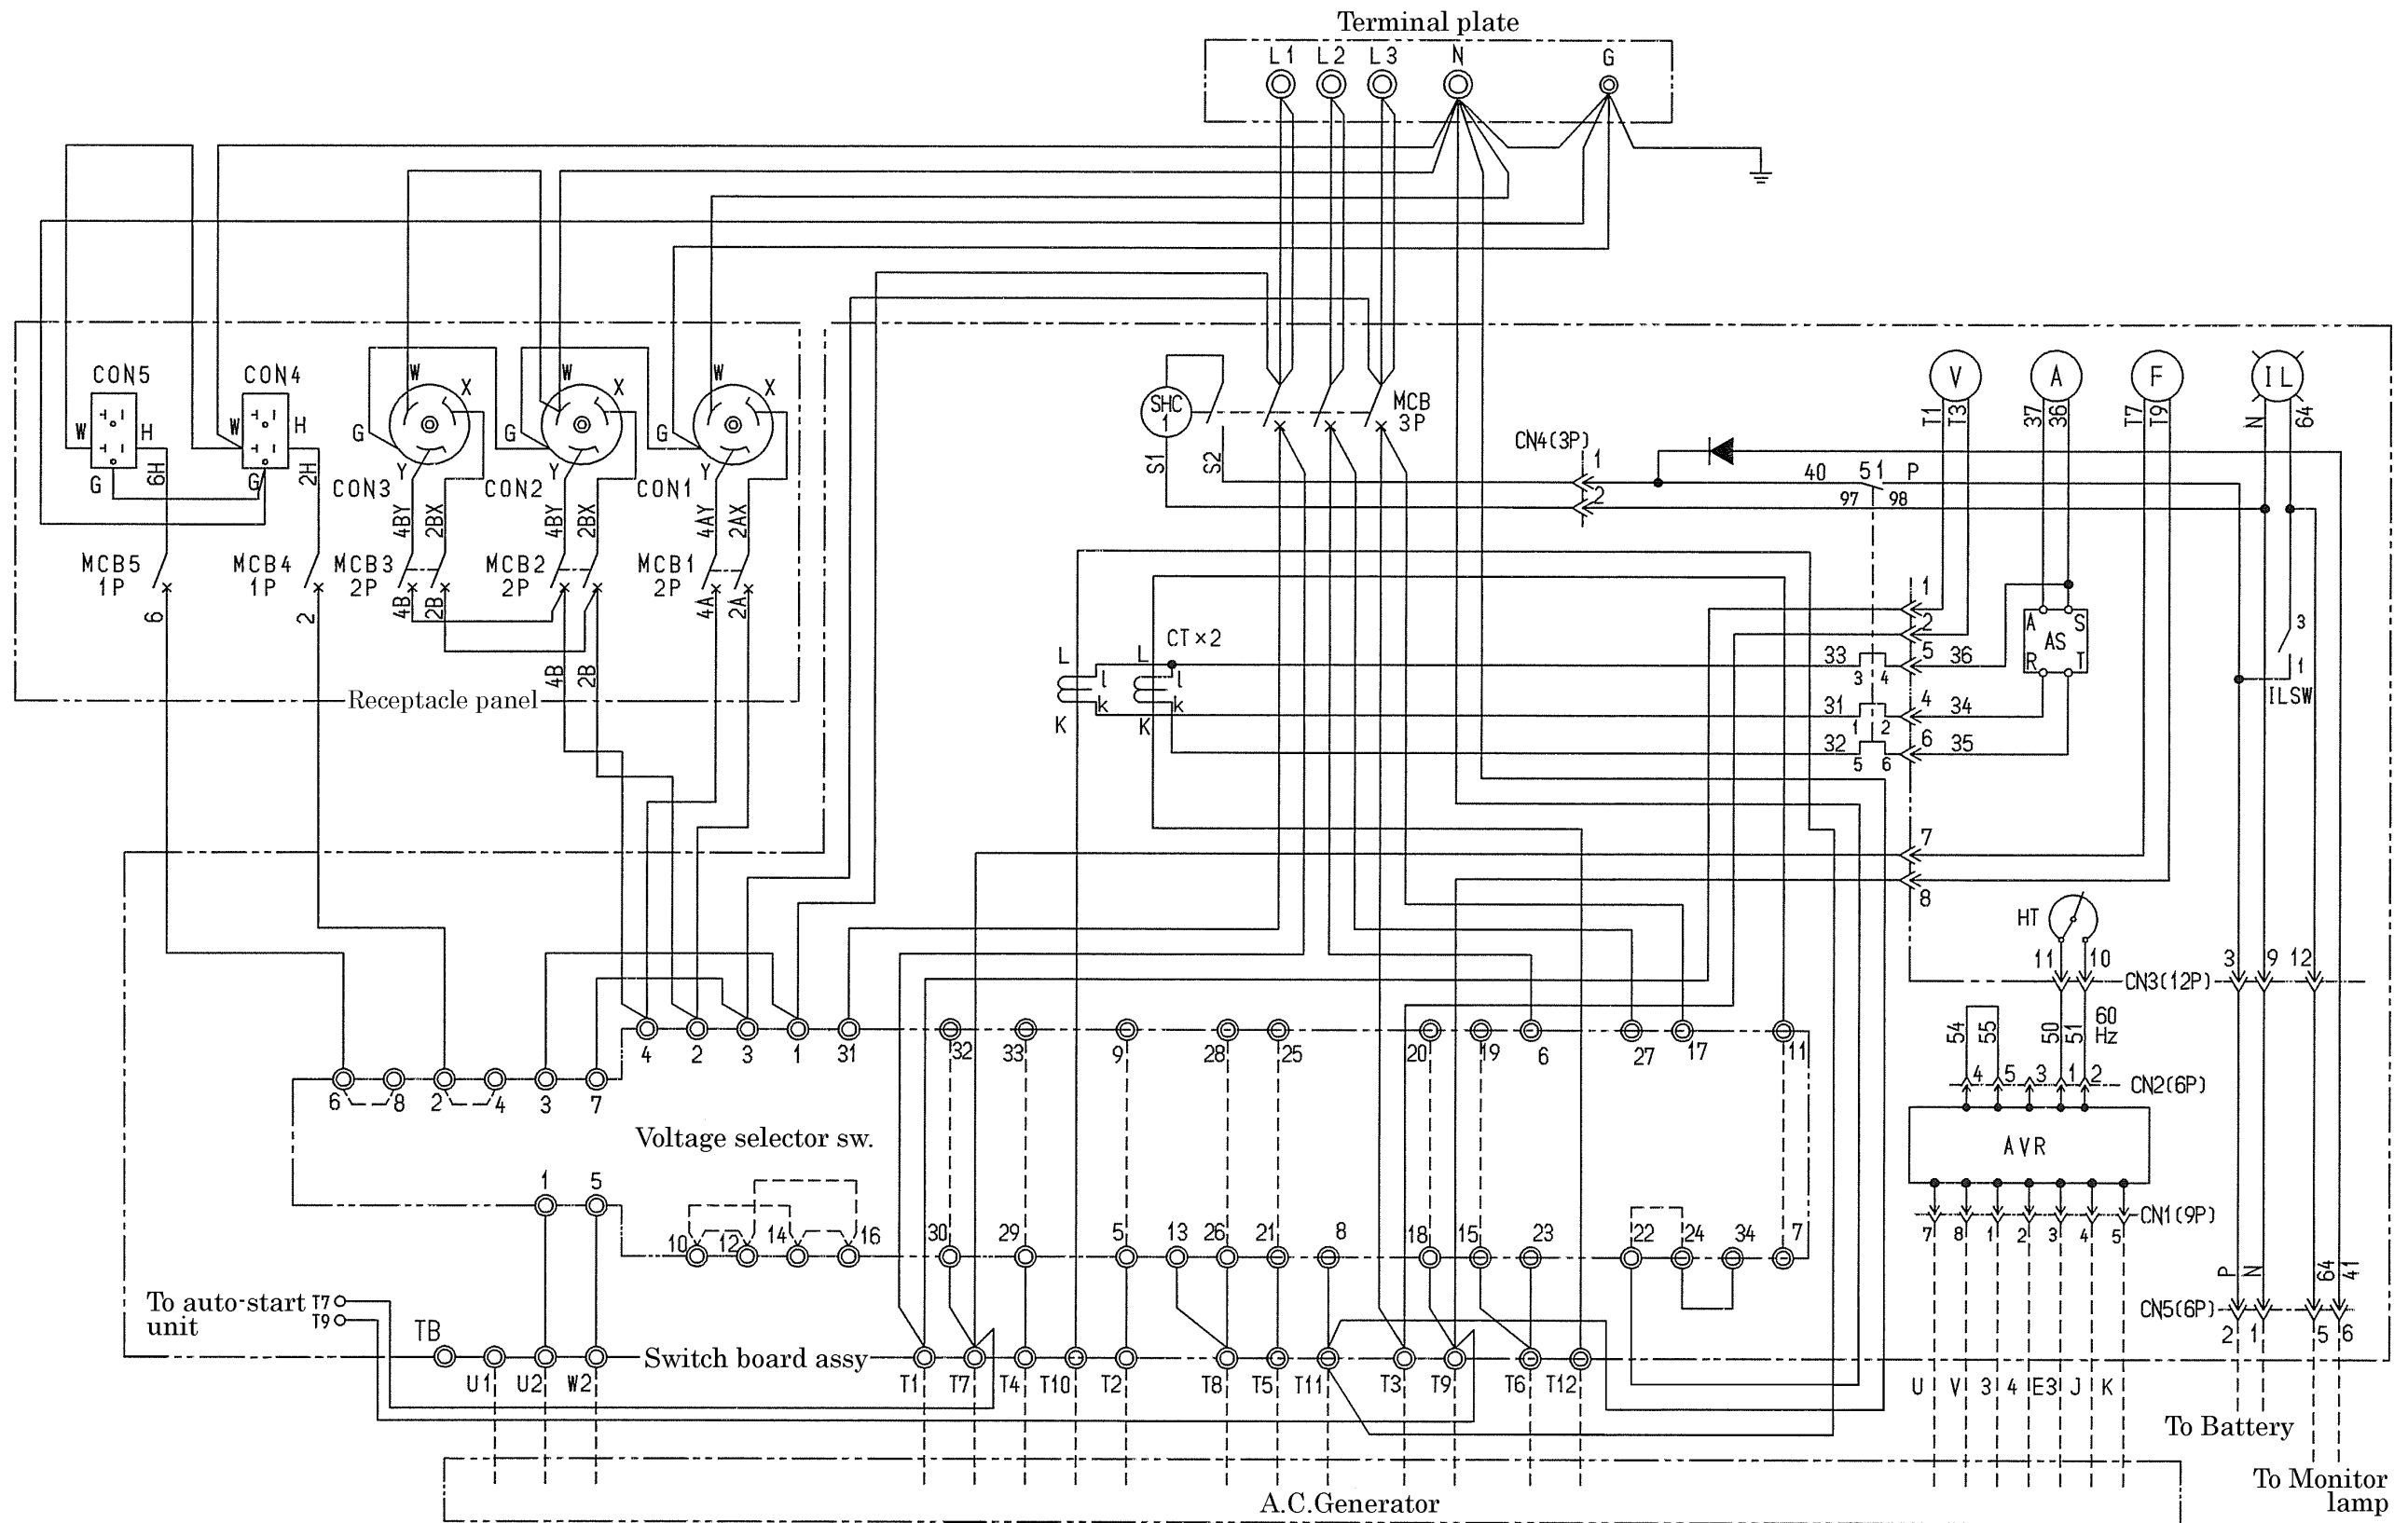 Terminal plate
L1 L2 L3 N G
CON5 CON4
W X W X W X
W H W H
G G G
Y Y Y
CON3 CON2 CON1
G G
6H 2H 4BY 2BX 4BY 2BX 4AY 2AX
MCB5 1P
MCB4 1P
MCB3 2P
MCB2 2P
MCB1 2P
6 2 4B 2B 4A 2A
4B 2B
Receptacle panel
SHC 1
MCB 3P
S1 S2
CN4(3P)
1
2
40 51 P
97 98
V A F IL
T1 T3 37 36 T7 T9 N 64
CT×2
L L
l l
k k
K K
1
2
33 3 4 5 36
31 1 2 4 34
32 5 6 6 35
A S
AS
R T
3
1
ILSW
7
8
HT
11 10
CN3(12P)
3 9 12
54 55 50 51 60 Hz
4 5 3 1 2
CN2(6P)
AVR
CN1(9P)
7 8 1 2 3 4 5
P N 64 41
CN5(6P)
2 1 5 6
4 2 3 1 31 32 33 9 28 25 20 19 6 27 17 11
6 8 2 4 3 7
Voltage selector sw.
1 5
10 12 14 16 30 29 5 13 26 21 8 18 15 23 22 24 34 7
To auto-start unit
T7
T9
TB
Switch board assy
U1 U2 W2 T1 T7 T4 T10 T2 T8 T5 T11 T3 T9 T6 T12
U V 3 4 E3 J K
To Battery
To Monitor lamp
A.C.Generator